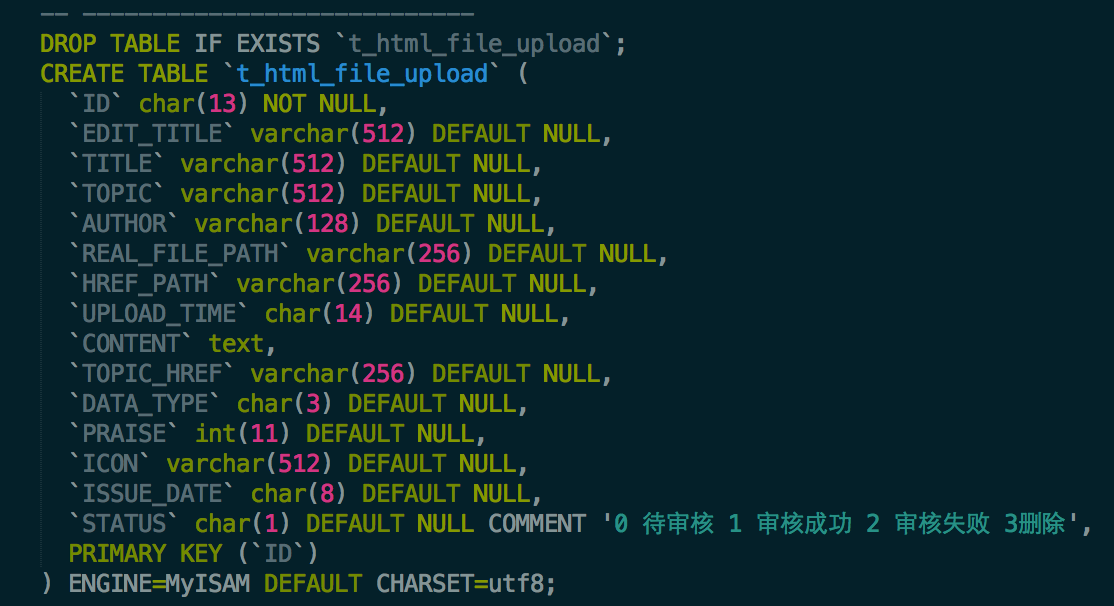 -- ----------------------------
DROP TABLE IF EXISTS `t_html_file_upload`;
CREATE TABLE `t_html_file_upload` (
  `ID` char(13) NOT NULL,
  `EDIT_TITLE` varchar(512) DEFAULT NULL,
  `TITLE` varchar(512) DEFAULT NULL,
  `TOPIC` varchar(512) DEFAULT NULL,
  `AUTHOR` varchar(128) DEFAULT NULL,
  `REAL_FILE_PATH` varchar(256) DEFAULT NULL,
  `HREF_PATH` varchar(256) DEFAULT NULL,
  `UPLOAD_TIME` char(14) DEFAULT NULL,
  `CONTENT` text,
  `TOPIC_HREF` varchar(256) DEFAULT NULL,
  `DATA_TYPE` char(3) DEFAULT NULL,
  `PRAISE` int(11) DEFAULT NULL,
  `ICON` varchar(512) DEFAULT NULL,
  `ISSUE_DATE` char(8) DEFAULT NULL,
  `STATUS` char(1) DEFAULT NULL COMMENT '0 待审核 1 审核成功 2 审核失败 3删除',
  PRIMARY KEY (`ID`)
) ENGINE=MyISAM DEFAULT CHARSET=utf8;